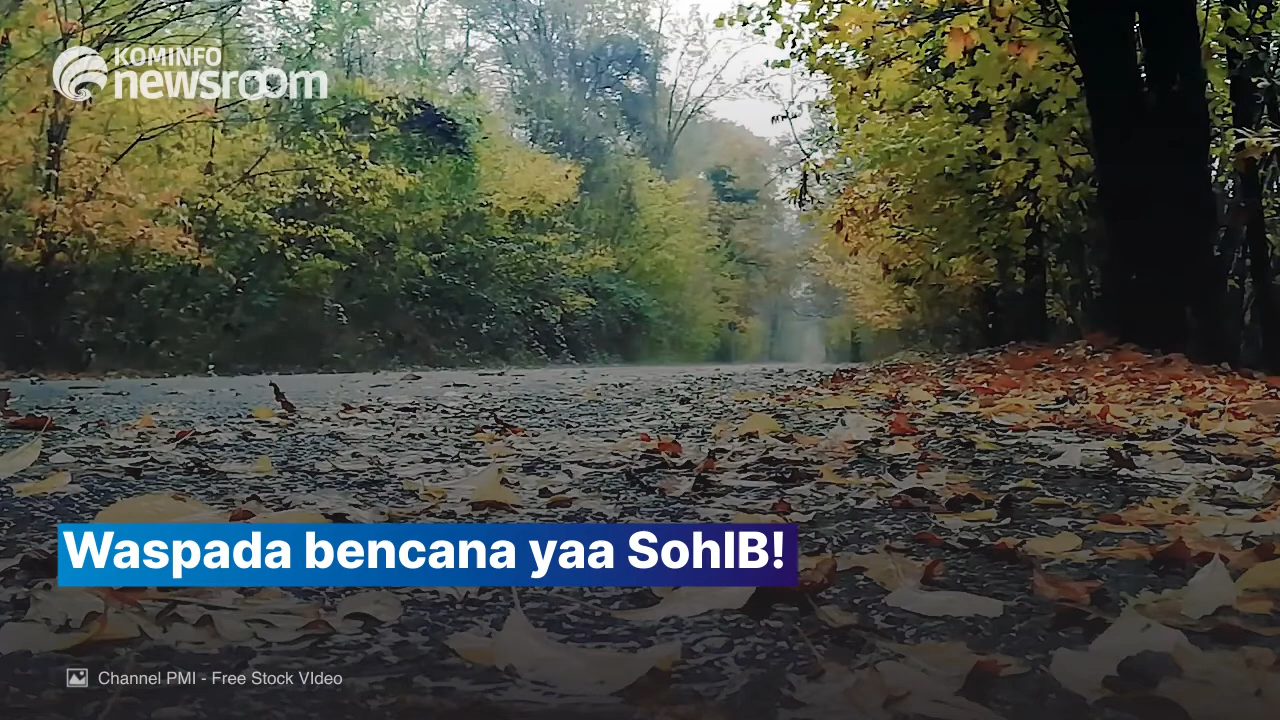 KOMINFO
newsroom
Waspada bencana yaa SohIB!
Channel PMI - Free Stock VIdeo